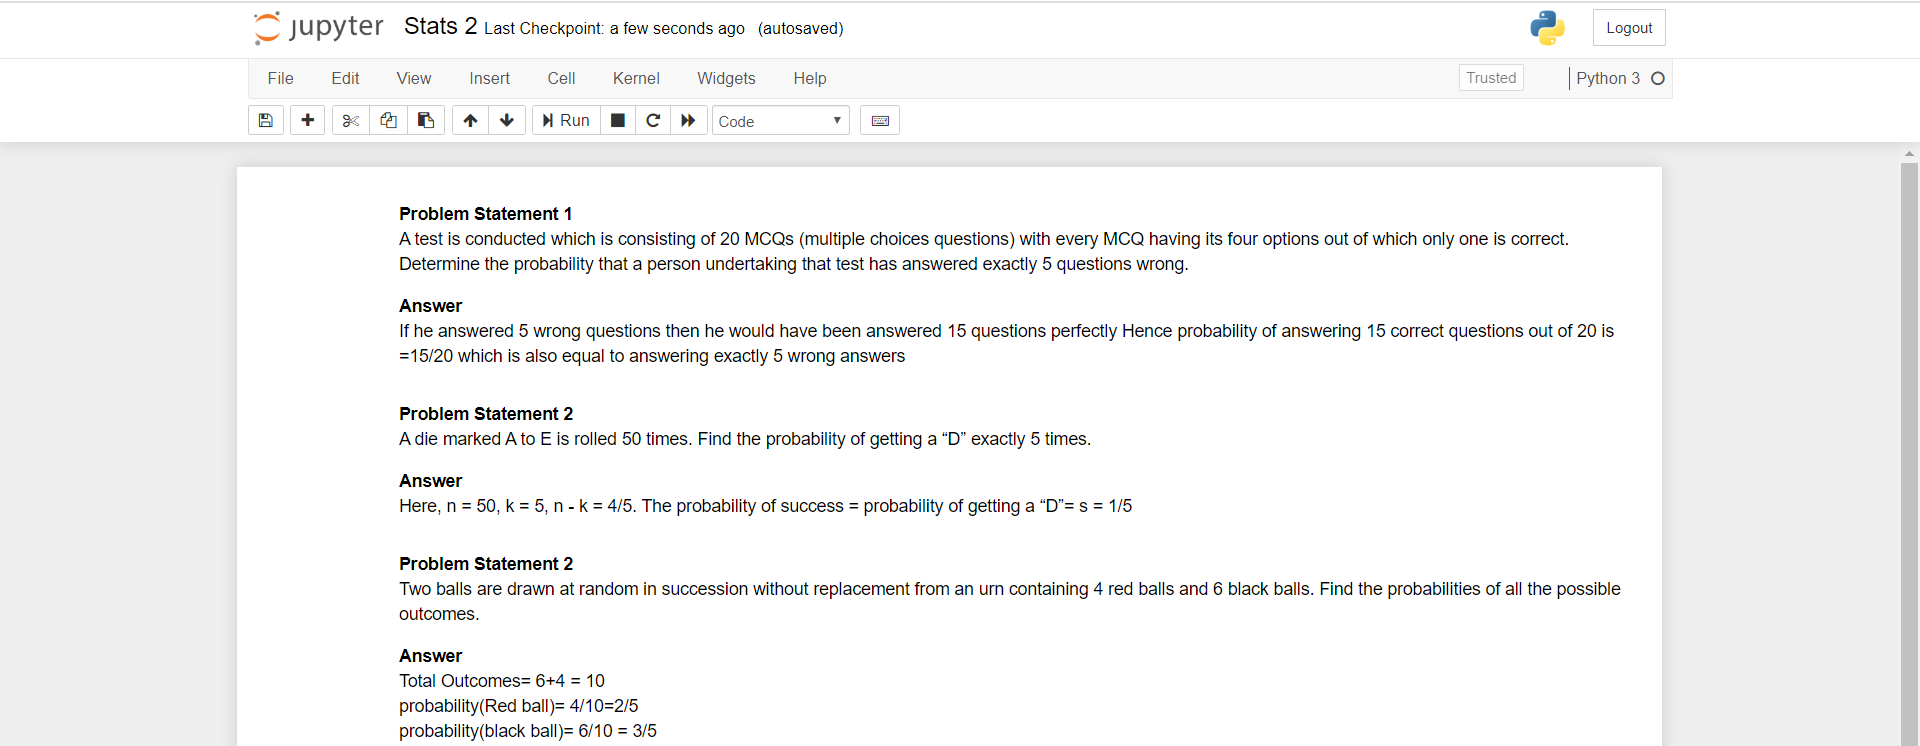 jupyter Stats 2 Last Checkpoint: a few seconds ago (autosaved) Logout
File Edit View Insert Cell Kernel Widgets Help Trusted Python 3
Run Code
Problem Statement 1
A test is conducted which is consisting of 20 MCQs (multiple choices questions) with every MCQ having its four options out of which only one is correct.
Determine the probability that a person undertaking that test has answered exactly 5 questions wrong.
Answer
If he answered 5 wrong questions then he would have been answered 15 questions perfectly Hence probability of answering 15 correct questions out of 20 is
=15/20 which is also equal to answering exactly 5 wrong answers
Problem Statement 2
A die marked A to E is rolled 50 times. Find the probability of getting a “D” exactly 5 times.
Answer
Here, n = 50, k = 5, n - k = 4/5. The probability of success = probability of getting a “D”= s = 1/5
Problem Statement 2
Two balls are drawn at random in succession without replacement from an urn containing 4 red balls and 6 black balls. Find the probabilities of all the possible
outcomes.
Answer
Total Outcomes= 6+4 = 10
probability(Red ball)= 4/10=2/5
probability(black ball)= 6/10 = 3/5